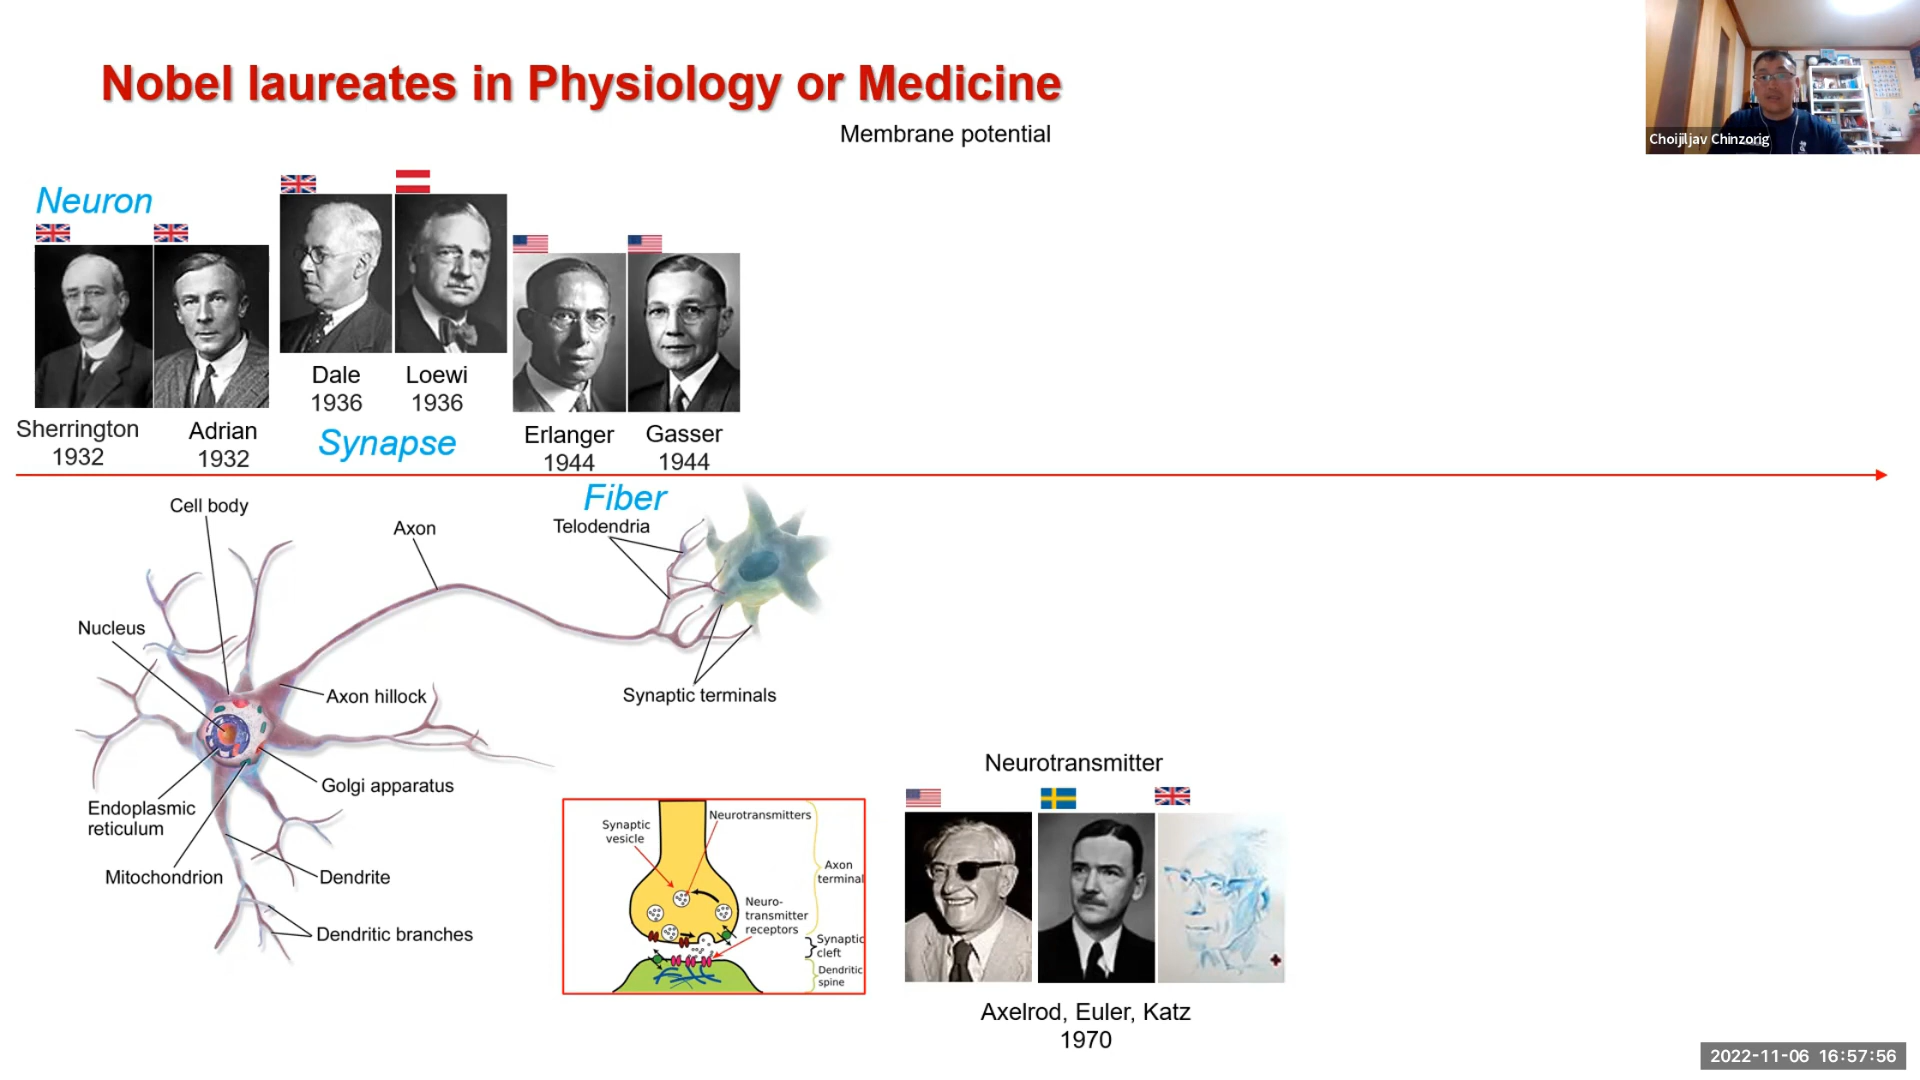 Nobel laureates in Physiology or Medicine
Membrane potential
Choijiljav Chinzorig
Neuron
Sherrington
1932
Adrian
1932
Dale
1936
Loewi
1936
Synapse
Erlanger
1944
Gasser
1944
Fiber
Cell body
Axon
Telodendria
Nucleus
Axon hillock
Synaptic terminals
Golgi apparatus
Endoplasmic
reticulum
Mitochondrion
Dendrite
Dendritic branches
Synaptic
vesicle
Neurotransmitters
Axon
terminal
Neuro-
transmitter
receptors
Synaptic
cleft
Dendritic
spine
Neurotransmitter
Axelrod, Euler, Katz
1970
2022-11-06 16:57:56